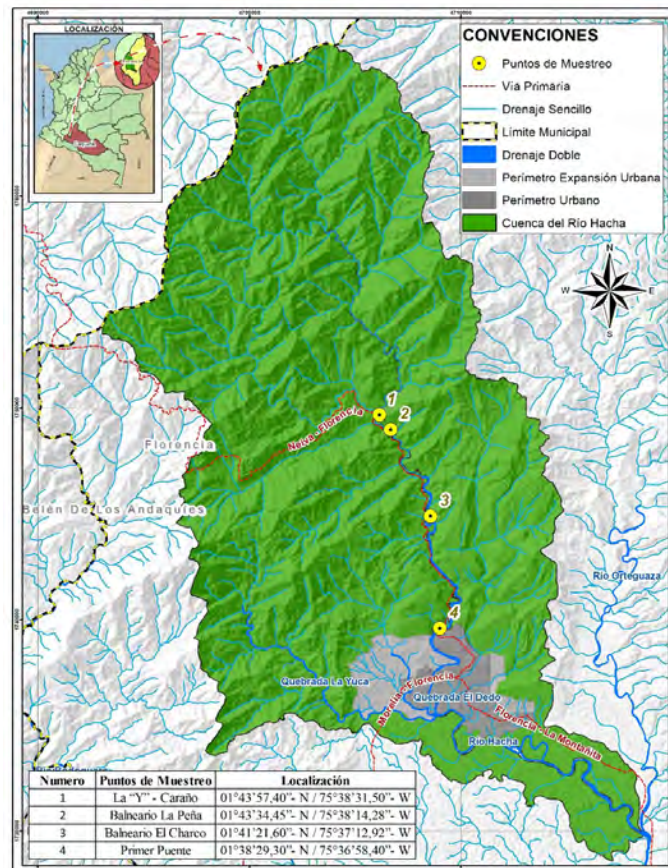 LOCALIZACIÓN
CONVENCIONES
Puntos de Muestreo
Via Primaria
Drenaje Sencillo
Límite Municipal
Drenaje Doble
Perímetro Expansión Urbana
Perímetro Urbano
Cuenca del Río Hacha
N
W E
S
1
2
Neiva - Florencia
Florencia
Belén De Los Andaquíes
3
Río Orteguaza
4
Quebrada La Yuca
Morelia - Florencia
Quebrada El Dedo
Florencia - La Montañita
Río Hacha
Numero Puntos de Muestreo Localización
1 La "Y" - Caraño 01°43'57,40"- N / 75°38'31,50"- W
2 Balneario La Peña 01°43'34,45"- N / 75°38'14,28"- W
3 Balneario El Charco 01°41'21,60"- N / 75°37'12,92"- W
4 Primer Puente 01°38'29,30"- N / 75°36'58,40"- W